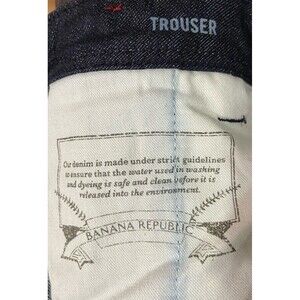 TROUSER
Our denim is made under strict guidelines
to ensure that the water used in washing
and dyeing is safe and clean before it is
released into the environment.
BANANA REPUBLIC